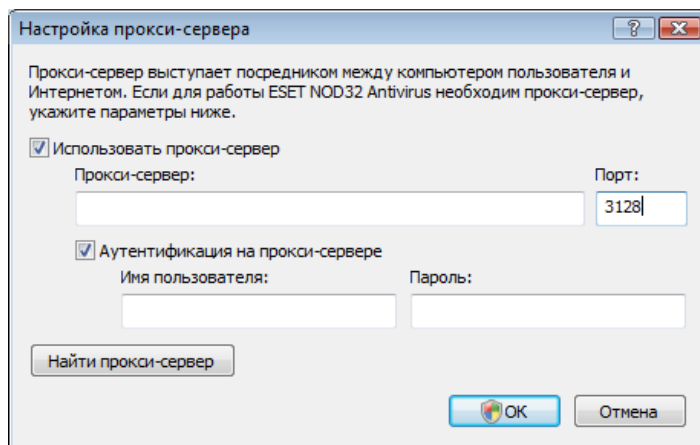 Настройка прокси-сервера
Прокси-сервер выступает посредником между компьютером пользователя и
Интернетом. Если для работы ESET NOD32 Antivirus необходим прокси-сервер,
укажите параметры ниже.
Использовать прокси-сервер
Прокси-сервер: Порт:
3128
Аутентификация на прокси-сервере
Имя пользователя: Пароль:
Найти прокси-сервер
OK Отмена